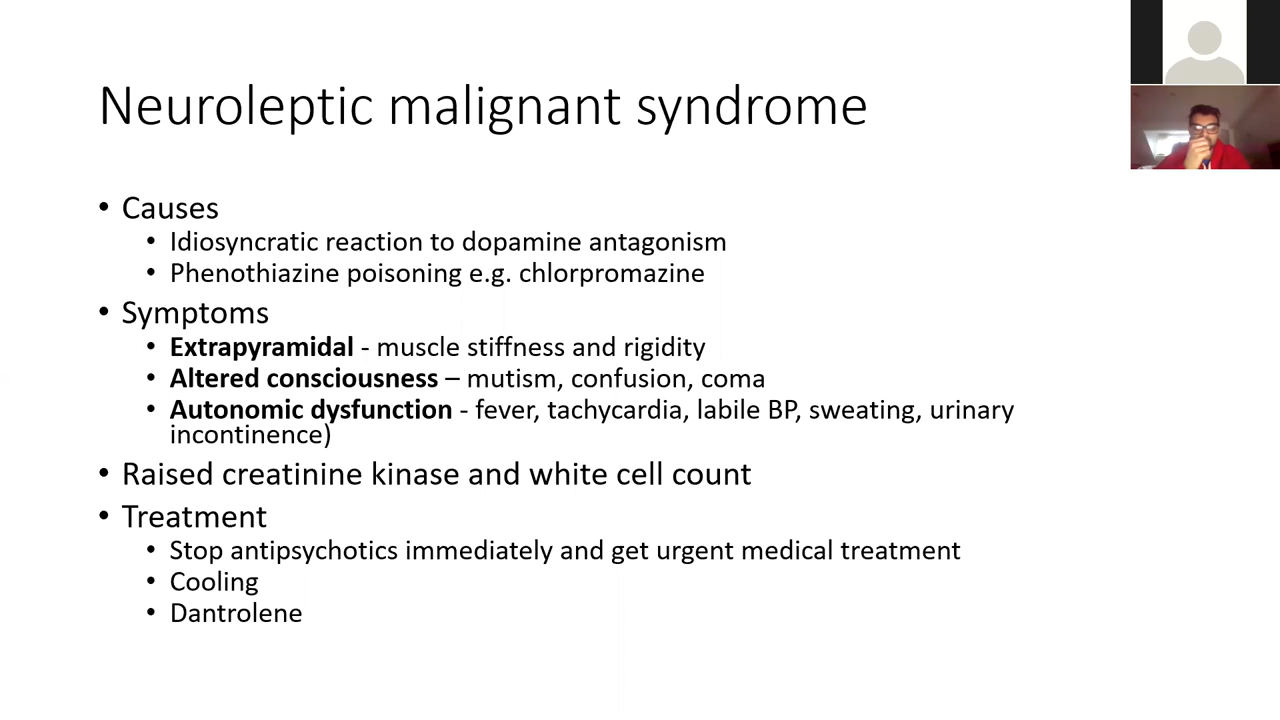 Neuroleptic malignant syndrome
• Causes
• Idiosyncratic reaction to dopamine antagonism
• Phenothiazine poisoning e.g. chlorpromazine
• Symptoms
• Extrapyramidal - muscle stiffness and rigidity
• Altered consciousness – mutism, confusion, coma
• Autonomic dysfunction - fever, tachycardia, labile BP, sweating, urinary
incontinence)
• Raised creatinine kinase and white cell count
• Treatment
• Stop antipsychotics immediately and get urgent medical treatment
• Cooling
• Dantrolene